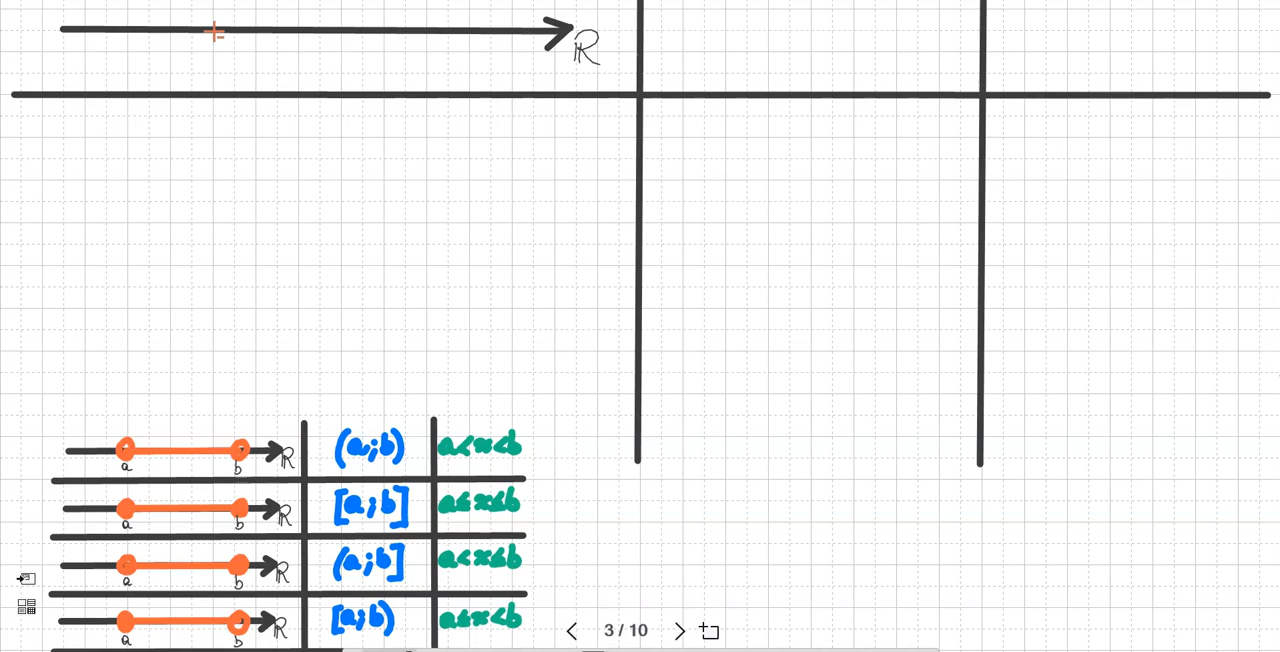 ℝ
a b ℝ (a;b) a<x<b
a b ℝ [a;b] a≤x≤b
a b ℝ (a;b] a<x≤b
a b ℝ [a;b) a≤x<b
3 / 10